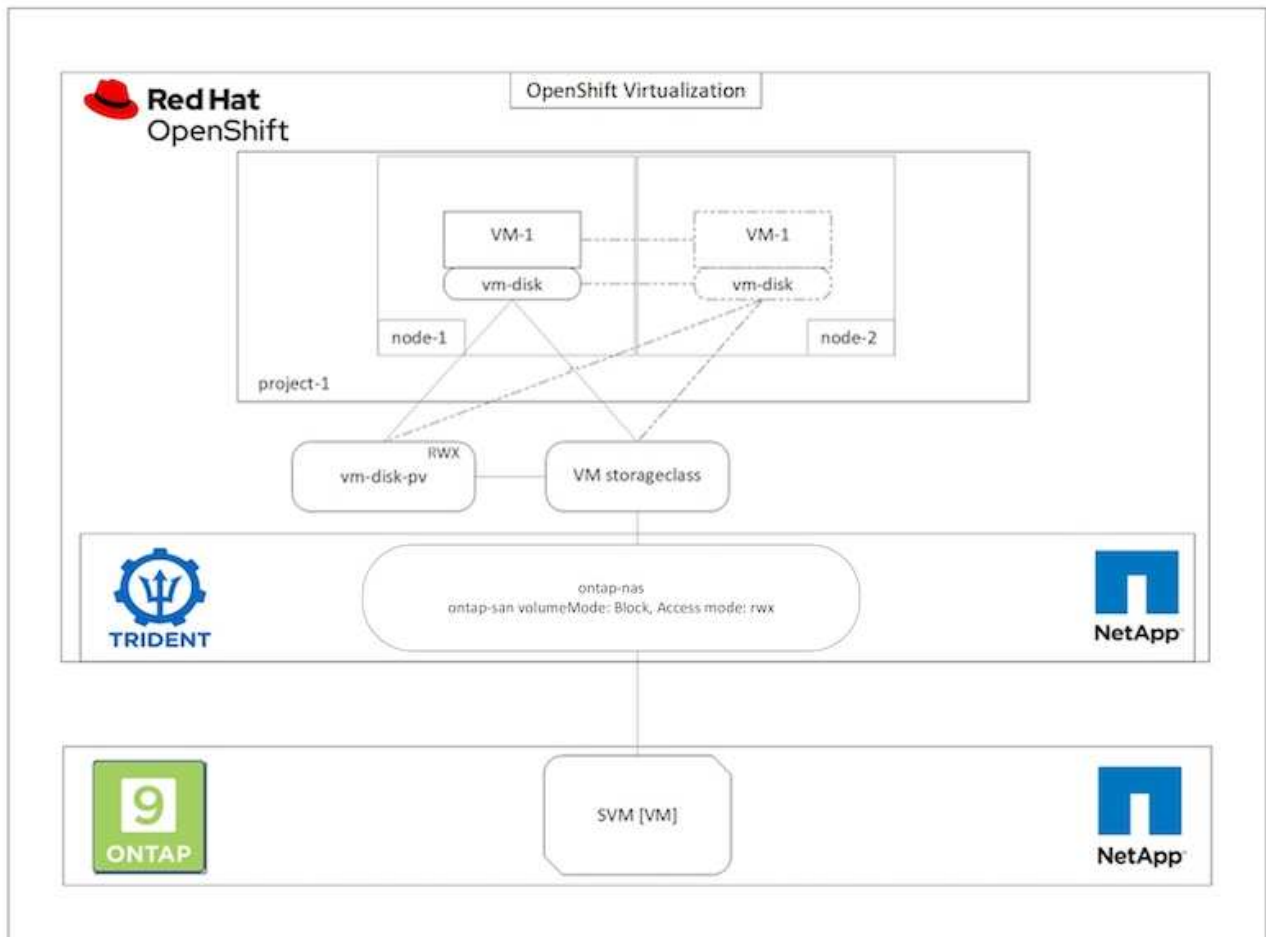 OpenShift Virtualization
Red Hat
OpenShift
VM-1
VM-1
vm-disk
vm-disk
node-1
node-2
project-1
RWX
vm-disk-pv
VM storageclass
ontap-nas
ontap-san volumeMode: Block, Access mode: rwx
TRIDENT
NetApp
9
ONTAP
SVM [VM]
NetApp